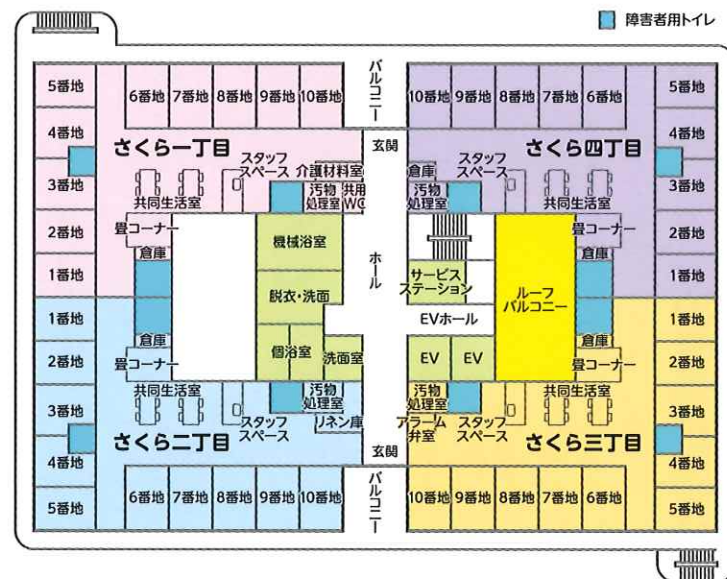 障害者用トイレ
5番地
4番地
3番地
2番地
1番地
6番地
7番地
8番地
9番地
10番地
さくら一丁目
スタッフ
スペース
介護材料室
汚物
処理室
共用
WC
共同生活室
畳コーナー
倉庫
バルコニー
玄関
10番地
9番地
8番地
7番地
6番地
5番地
4番地
3番地
2番地
1番地
さくら四丁目
倉庫
スタッフ
スペース
汚物
処理室
共同生活室
畳コーナー
倉庫
機械浴室
脱衣・洗面
個浴室
洗面室
ホール
サービス
ステーション
EVホール
EV
EV
ルーフ
バルコニー
1番地
2番地
3番地
4番地
5番地
倉庫
畳コーナー
共同生活室
さくら二丁目
スタッフ
スペース
汚物
処理室
リネン庫
6番地
7番地
8番地
9番地
10番地
玄関
バルコニー
倉庫
畳コーナー
共同生活室
汚物
処理室
アラーム
弁室
スタッフ
スペース
さくら三丁目
1番地
2番地
3番地
4番地
5番地
10番地
9番地
8番地
7番地
6番地